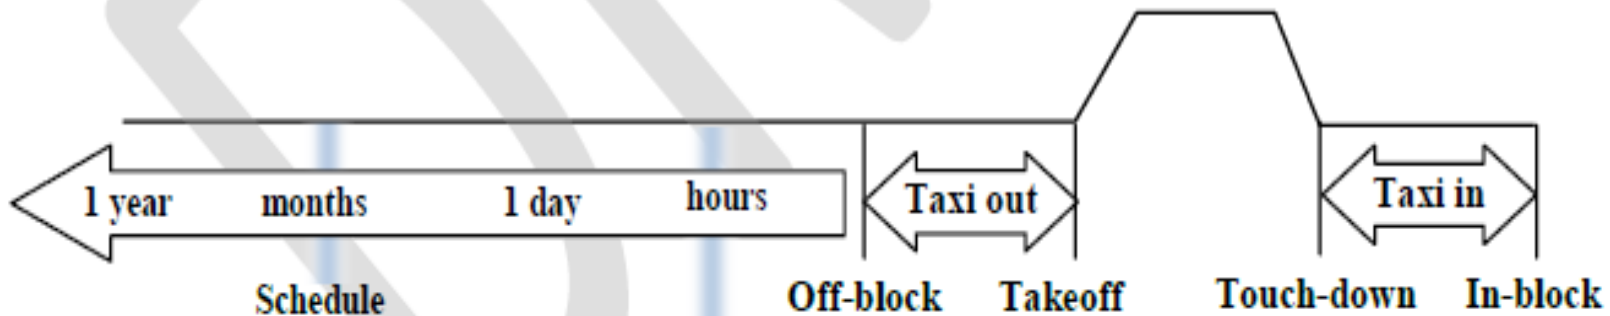 1 year months 1 day hours Taxi out Taxi in
Schedule Off-block Takeoff Touch-down In-block